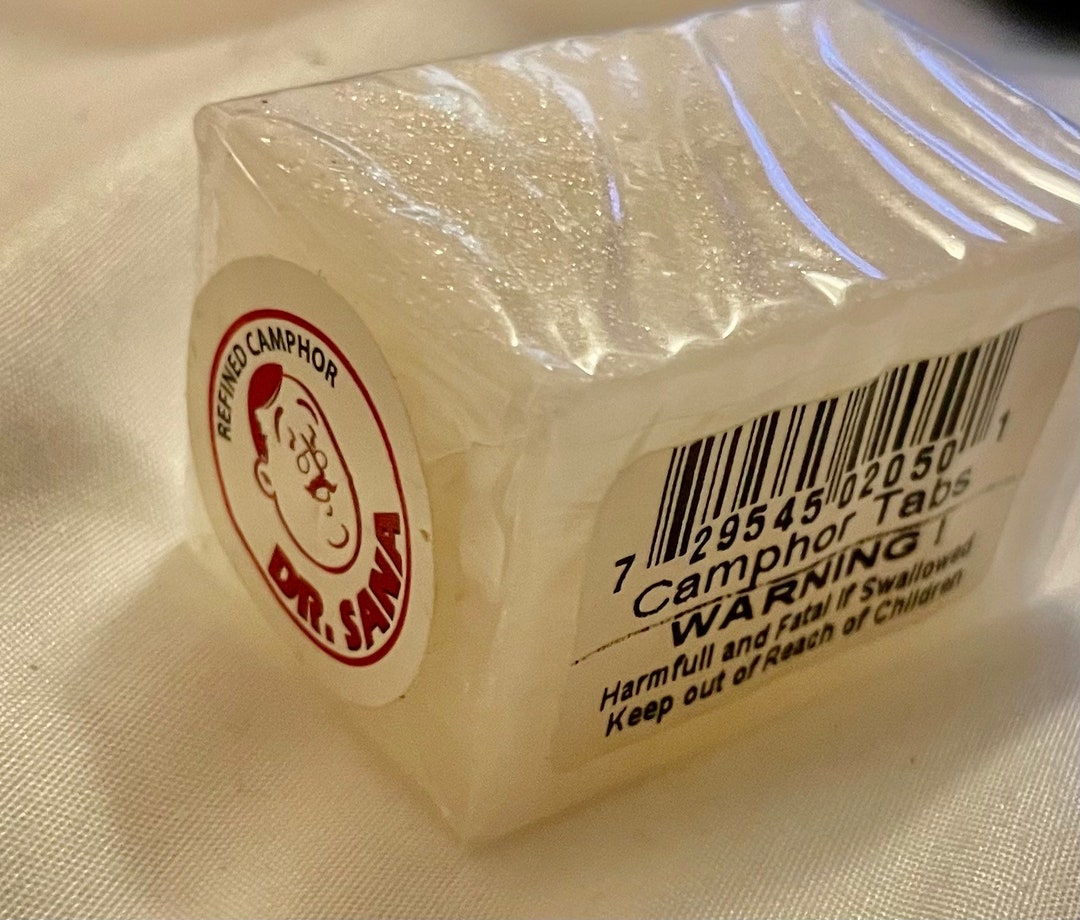 REFINED CAMPHOR
DR. SANA
7 29545 02050 1
Camphor Tabs
WARNING !
Harmfull and Fatal if Swallowed
Keep out of Reach of Children